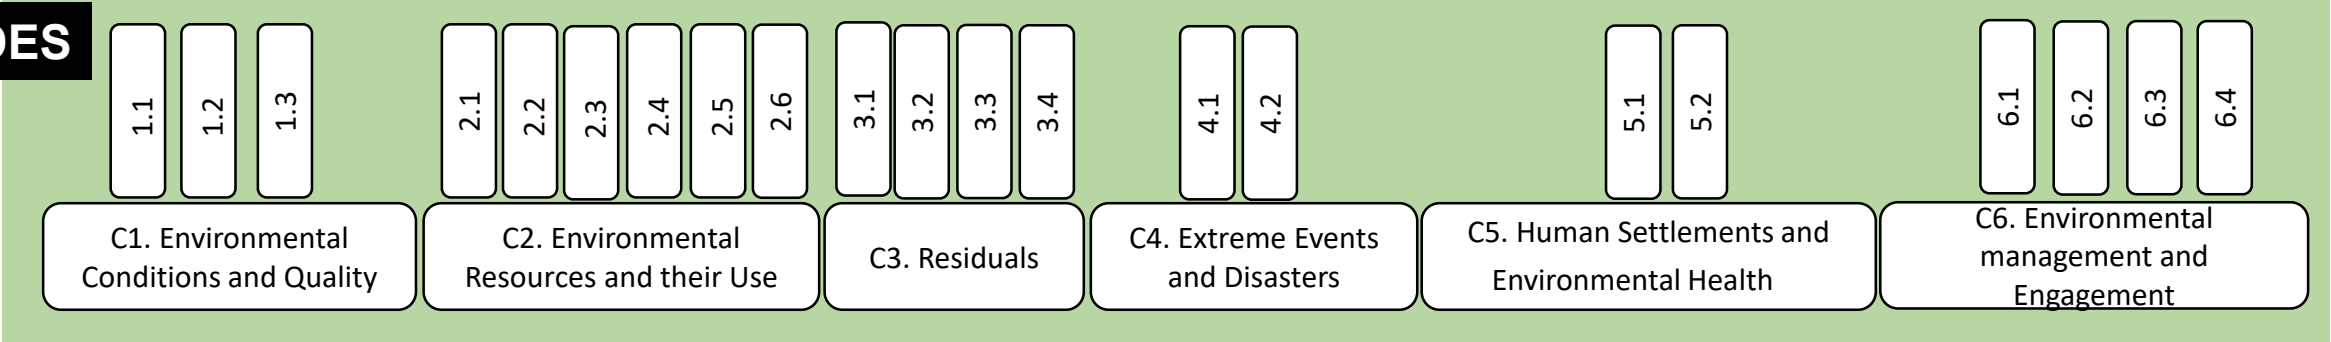 DES
1.1
1.2
1.3
2.1
2.2
2.3
2.4
2.5
2.6
3.1
3.2
3.3
3.4
4.1
4.2
5.1
5.2
6.1
6.2
6.3
6.4
C1. Environmental
Conditions and Quality
C2. Environmental
Resources and their Use
C3. Residuals
C4. Extreme Events
and Disasters
C5. Human Settlements and
Environmental Health
C6. Environmental
management and
Engagement